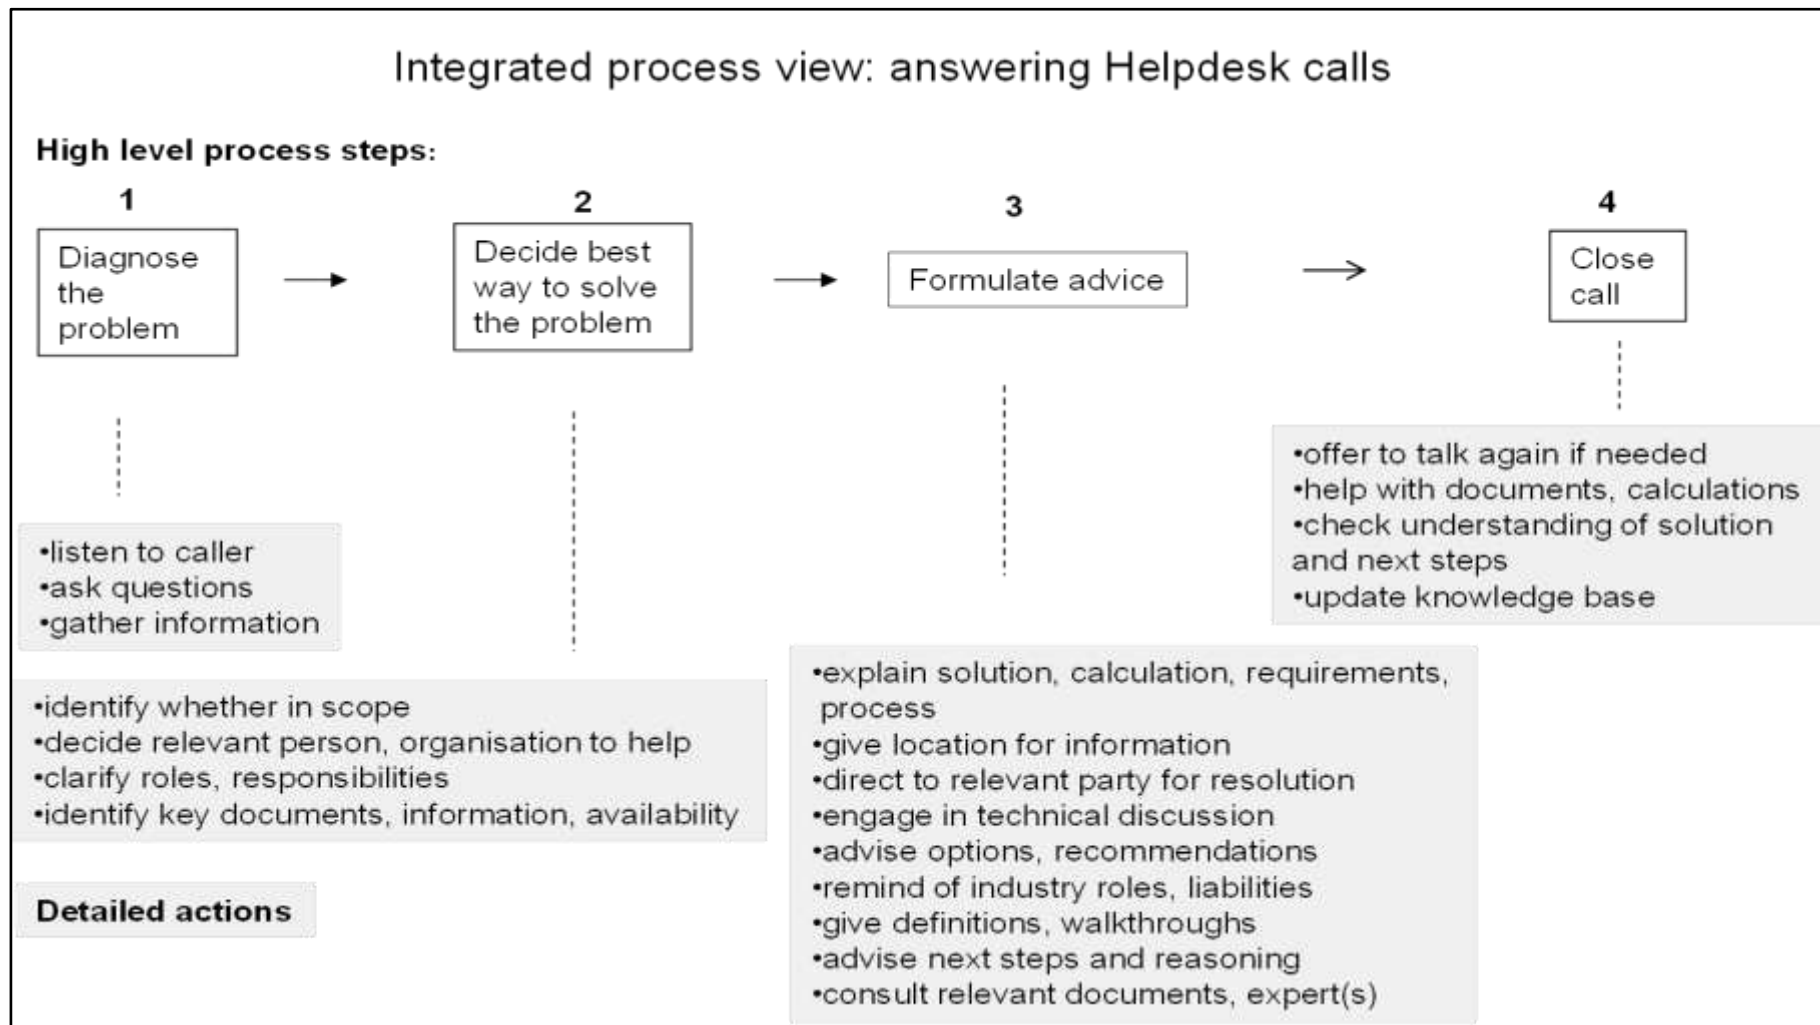 Integrated process view: answering Helpdesk calls
High level process steps:
1
Diagnose
the
problem
2
Decide best
way to solve
the problem
3
Formulate advice
4
Close
call
•listen to caller
•ask questions
•gather information
•identify whether in scope
•decide relevant person, organisation to help
•clarify roles, responsibilities
•identify key documents, information, availability
•explain solution, calculation, requirements,
process
•give location for information
•direct to relevant party for resolution
•engage in technical discussion
•advise options, recommendations
•remind of industry roles, liabilities
•give definitions, walkthroughs
•advise next steps and reasoning
•consult relevant documents, expert(s)
•offer to talk again if needed
•help with documents, calculations
•check understanding of solution
and next steps
•update knowledge base
Detailed actions